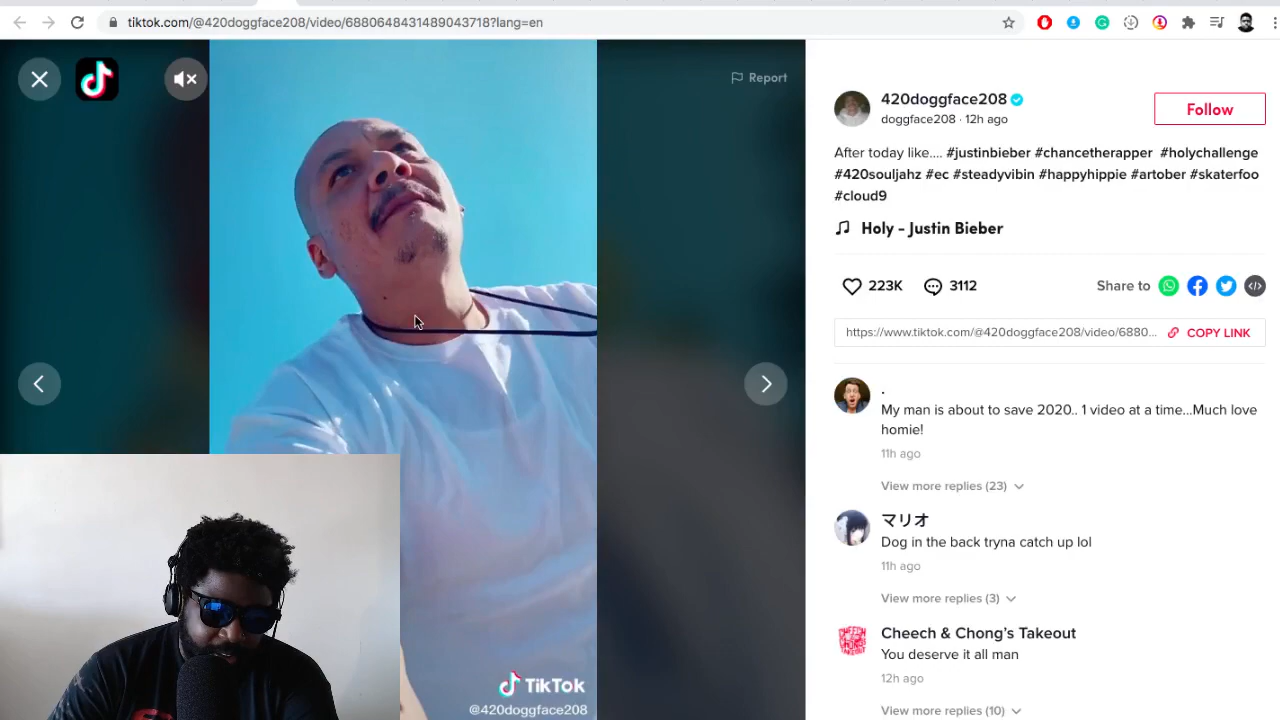 tiktok.com/@420doggface208/video/6880648431489043718?lang=en
Report
420doggface208
doggface208 · 12h ago
Follow
After today like.... #justinbieber #chancetherapper #holychallenge
#420souljahz #ec #steadyvibin #happyhippie #artober #skaterfoo
#cloud9
Holy - Justin Bieber
223K
3112
Share to
https://www.tiktok.com/@420doggface208/video/6880...
COPY LINK
.
My man is about to save 2020.. 1 video at a time...Much love
homie!
11h ago
View more replies (23)
マリオ
Dog in the back tryna catch up lol
11h ago
View more replies (3)
Cheech & Chong's Takeout
You deserve it all man
12h ago
View more replies (10)
TikTok
@420doggface208